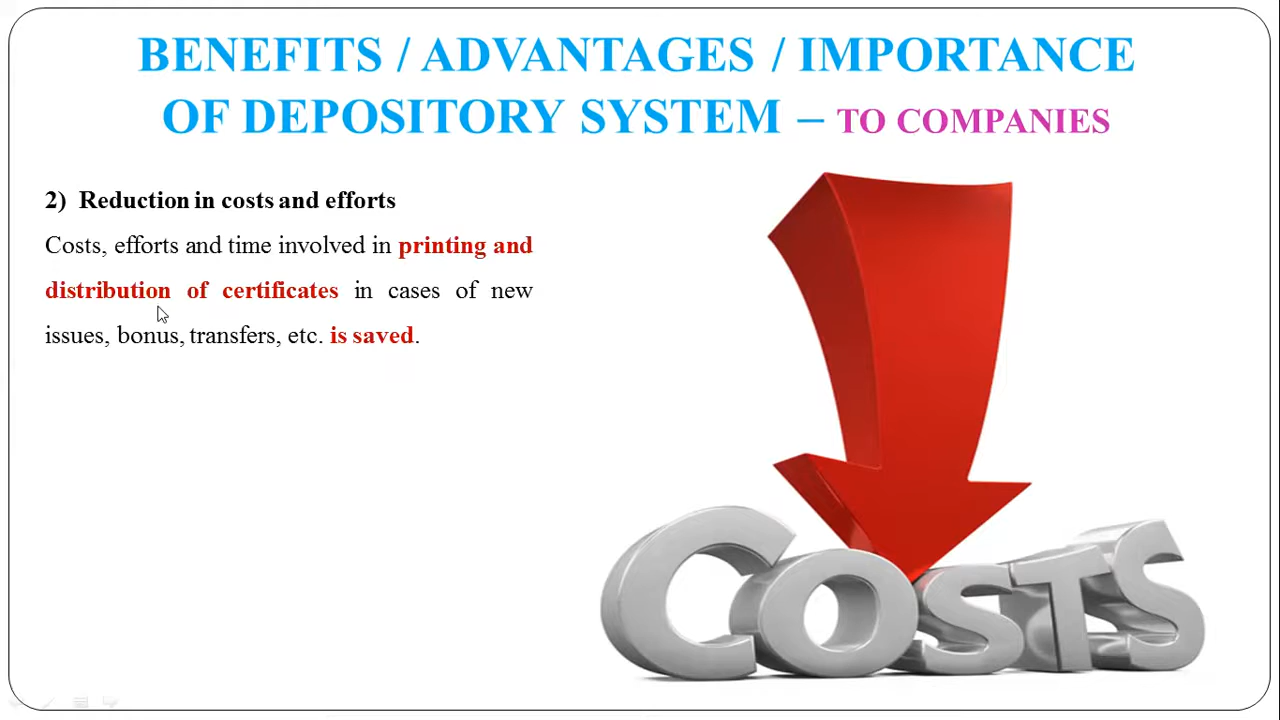 BENEFITS / ADVANTAGES / IMPORTANCE
OF DEPOSITORY SYSTEM – TO COMPANIES
2) Reduction in costs and efforts
Costs, efforts and time involved in printing and
distribution of certificates in cases of new
issues, bonus, transfers, etc. is saved.
COSTS